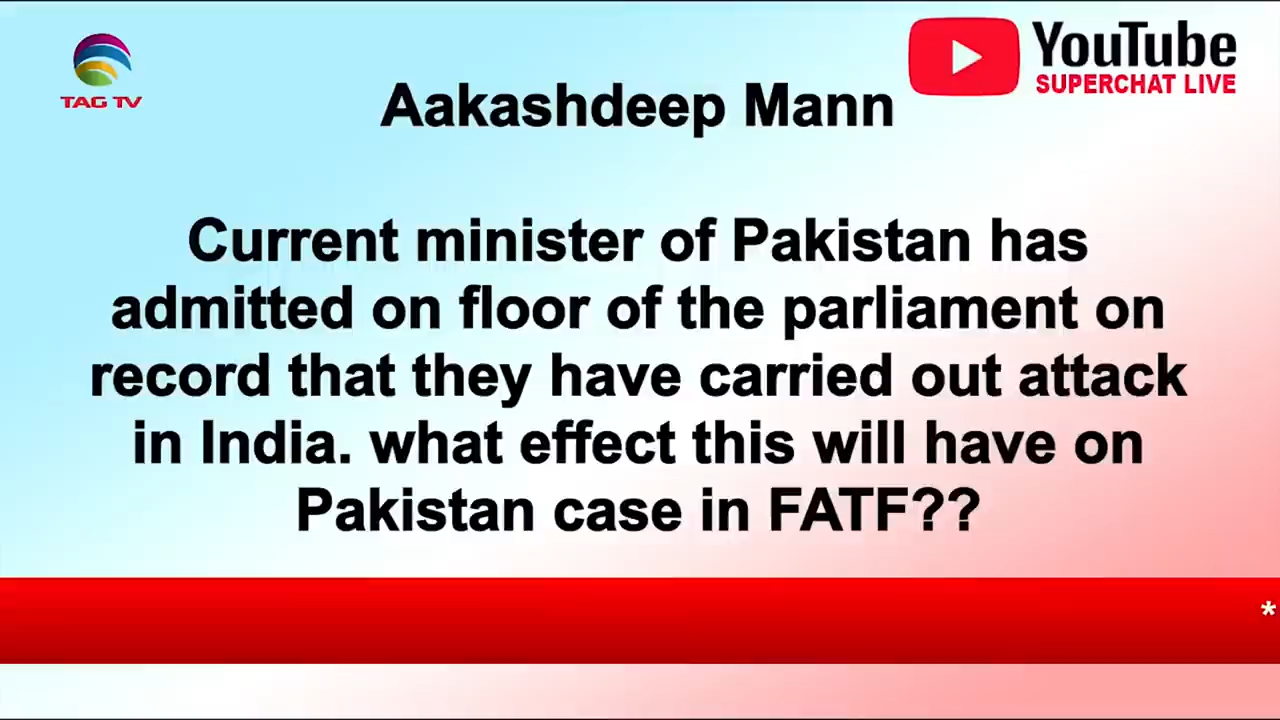 TAG TV
YouTube
SUPERCHAT LIVE
Aakashdeep Mann
Current minister of Pakistan has
admitted on floor of the parliament on
record that they have carried out attack
in India. what effect this will have on
Pakistan case in FATF??
*